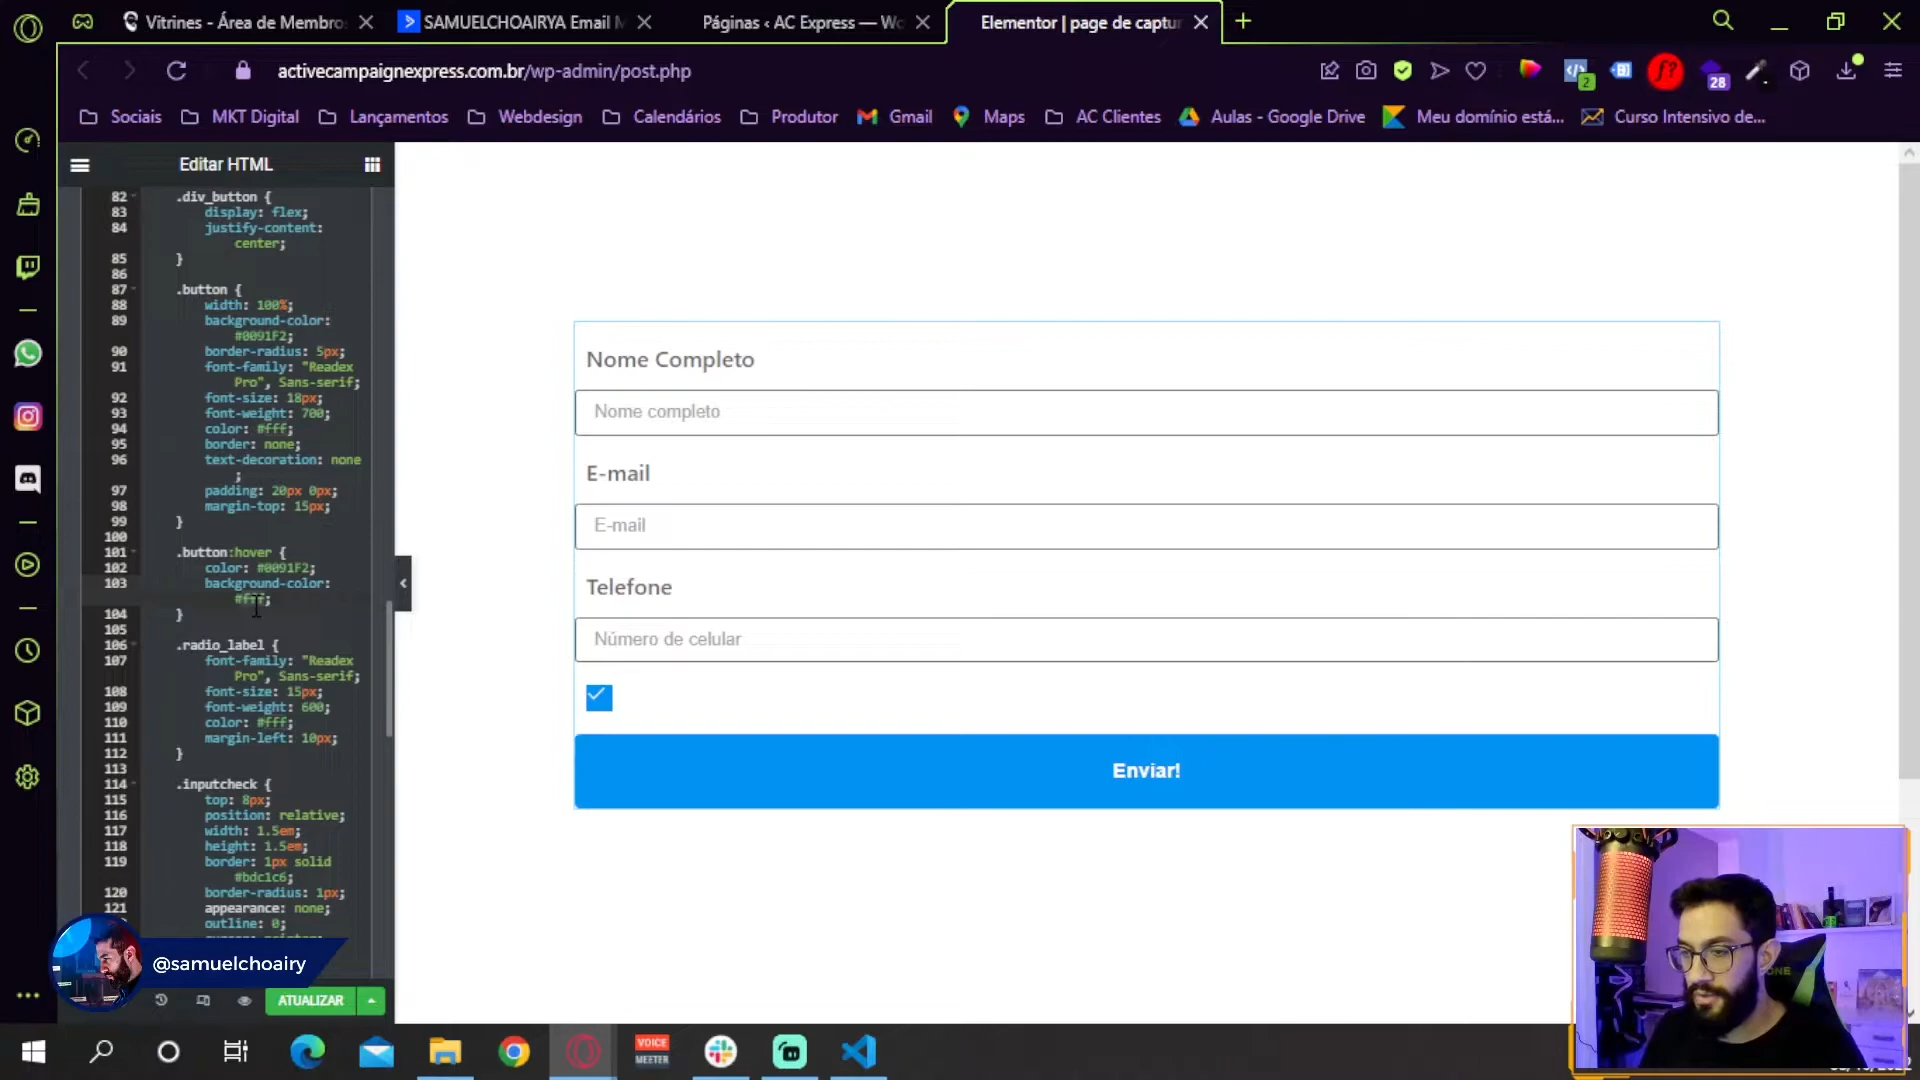 Vitrines - Área de Membros
SAMUELCHOAIRYA Email M
Páginas ‹ AC Express — Wo
Elementor | page de captur
activecampaignexpress.com.br/wp-admin/post.php
2
28
Sociais
MKT Digital
Lançamentos
Webdesign
Calendários
Produtor
Gmail
Maps
AC Clientes
Aulas - Google Drive
Meu domínio está...
Curso Intensivo de...
Editar HTML
82 .div_button {
83 display: flex;
84 justify-content:
center;
85 }
86
87 .button {
88 width: 100%;
89 background-color:
#0091F2;
90 border-radius: 5px;
91 font-family: "Readex
Pro", Sans-serif;
92 font-size: 18px;
93 font-weight: 700;
94 color: #fff;
95 border: none;
96 text-decoration: none
;
97 padding: 20px 0px;
98 margin-top: 15px;
99 }
100
101 .button:hover {
102 color: #0091F2;
103 background-color:
#fff;
104 }
105
106 .radio_label {
107 font-family: "Readex
Pro", Sans-serif;
108 font-size: 15px;
109 font-weight: 600;
110 color: #fff;
111 margin-left: 10px;
112 }
113
114 .inputcheck {
115 top: 8px;
116 position: relative;
117 width: 1.5em;
118 height: 1.5em;
119 border: 1px solid
#bdc1c6;
120 border-radius: 1px;
121 appearance: none;
outline: 0;
@samuelchoairy
ATUALIZAR
Nome Completo
Nome completo
E-mail
E-mail
Telefone
Número de celular
Enviar!
VOICE
MEETER